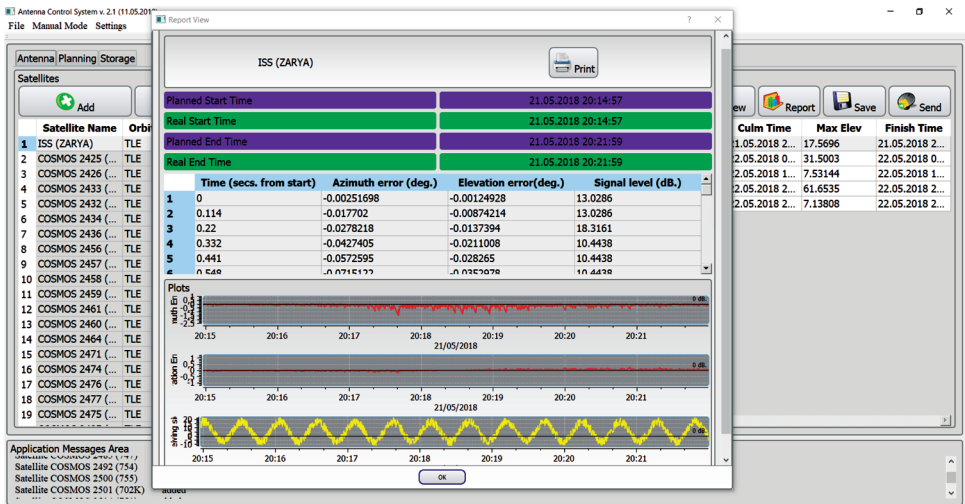 Antenna Control System v. 2.1 (11.05.201
File Manual Mode Settings
Antenna Planning Storage
Satellites
Add
Satellite Name Orbi
1 ISS (ZARYA) TLE
2 COSMOS 2425 (... TLE
3 COSMOS 2426 (... TLE
4 COSMOS 2433 (... TLE
5 COSMOS 2432 (... TLE
6 COSMOS 2434 (... TLE
7 COSMOS 2436 (... TLE
8 COSMOS 2456 (... TLE
9 COSMOS 2457 (... TLE
10 COSMOS 2458 (... TLE
11 COSMOS 2459 (... TLE
12 COSMOS 2461 (... TLE
13 COSMOS 2460 (... TLE
14 COSMOS 2464 (... TLE
15 COSMOS 2471 (... TLE
16 COSMOS 2474 (... TLE
17 COSMOS 2476 (... TLE
18 COSMOS 2477 (... TLE
19 COSMOS 2475 (... TLE
Report View
ISS (ZARYA)
Print
Planned Start Time 21.05.2018 20:14:57
Real Start Time 21.05.2018 20:14:57
Planned End Time 21.05.2018 20:21:59
Real End Time 21.05.2018 20:21:59
Time (secs. from start) Azimuth error (deg.) Elevation error(deg.) Signal level (dB.)
1 0 -0.00251698 -0.00124928 13.0286
2 0.114 -0.017702 -0.00874214 13.0286
3 0.22 -0.0278218 -0.0137394 18.3161
4 0.332 -0.0427405 -0.0211008 10.4438
5 0.441 -0.0572595 -0.028265 10.4438
6 0.548 -0.0715122 -0.0352978 10.4438
Plots
0 dB.
20:15 20:16 20:17 20:18 20:19 20:20 20:21
21/05/2018
0 dB.
20:15 20:16 20:17 20:18 20:19 20:20 20:21
21/05/2018
0 dB.
20:15 20:16 20:17 20:18 20:19 20:20 20:21
OK
ew Report Save Send
Culm Time Max Elev Finish Time
21.05.2018 2... 17.5696 21.05.2018 2...
22.05.2018 0... 31.5003 22.05.2018 0...
22.05.2018 1... 7.53144 22.05.2018 1...
22.05.2018 2... 61.6535 22.05.2018 2...
22.05.2018 2... 7.13808 22.05.2018 2...
Application Messages Area
Satellite COSMOS 2492 (754)
Satellite COSMOS 2500 (755)
Satellite COSMOS 2501 (702K) added